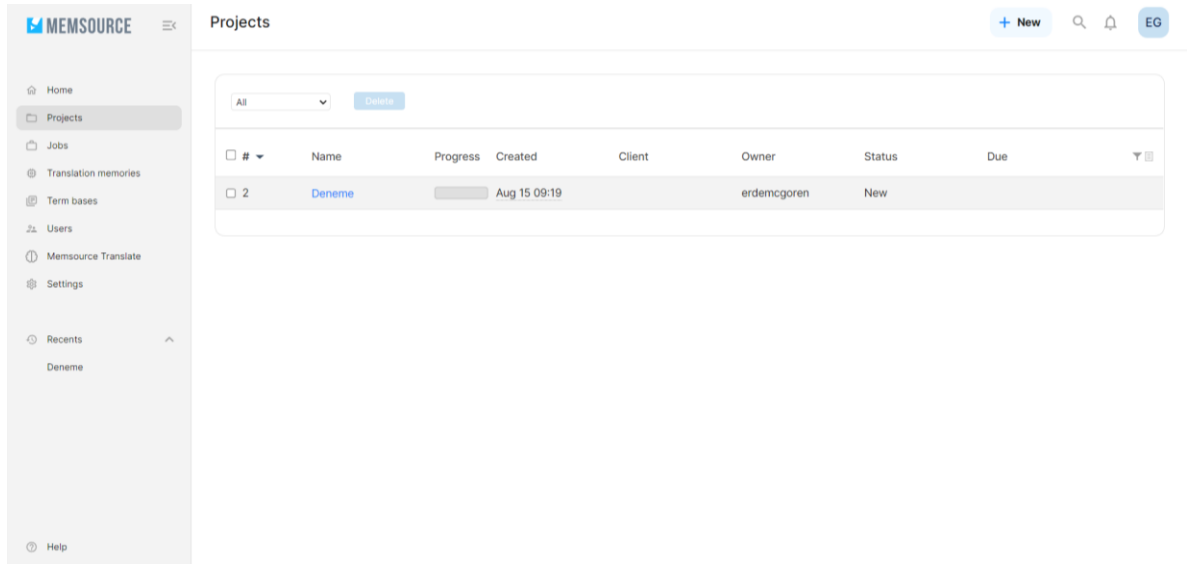 MEMSOURCE
Projects
+ New
EG
Home
Projects
Jobs
Translation memories
Term bases
Users
Memsource Translate
Settings
Recents
Deneme
Help
All
Delete
# Name Progress Created Client Owner Status Due
2 Deneme Aug 15 09:19 erdemcgoren New